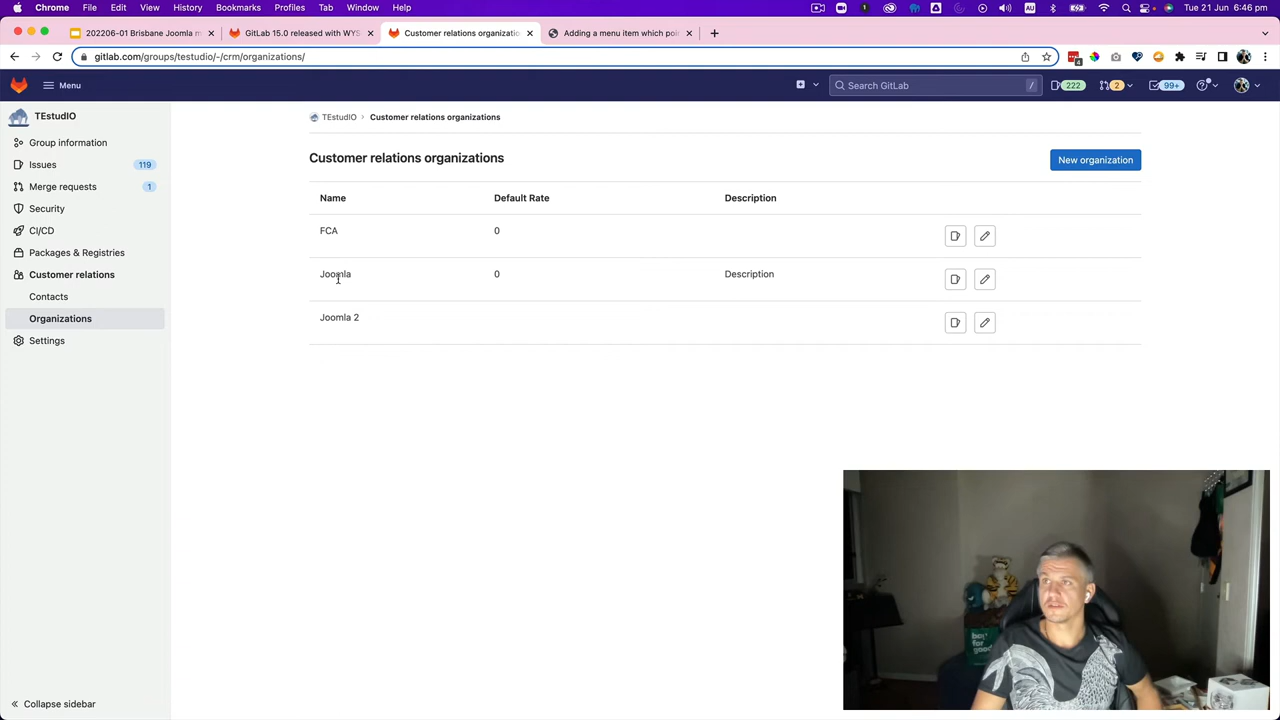 Chrome File Edit View History Bookmarks Profiles Tab Window Help AU Tue 21 Jun 6:46 pm
202206-01 Brisbane Joomla m
GitLab 15.0 released with WYS
Customer relations organizatio
Adding a menu item which poi
gitlab.com/groups/testudio/-/crm/organizations/
Menu
Search GitLab /
222
2
99+
TEstudIO
Group information
Issues 119
Merge requests 1
Security
CI/CD
Packages & Registries
Customer relations
Contacts
Organizations
Settings
Collapse sidebar
TEstudIO › Customer relations organizations
Customer relations organizations
New organization
Name Default Rate Description
FCA 0
Joomla 0 Description
Joomla 2